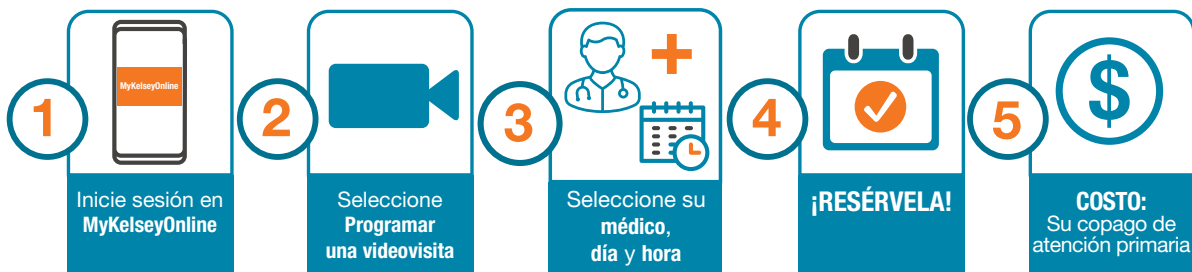 1
MyKelseyOnline
Inicie sesión en
MyKelseyOnline
2
Seleccione
Programar
una videovisita
3
Seleccione su
médico,
día y hora
4
¡RESÉRVELA!
5
$
COSTO:
Su copago de
atención primaria